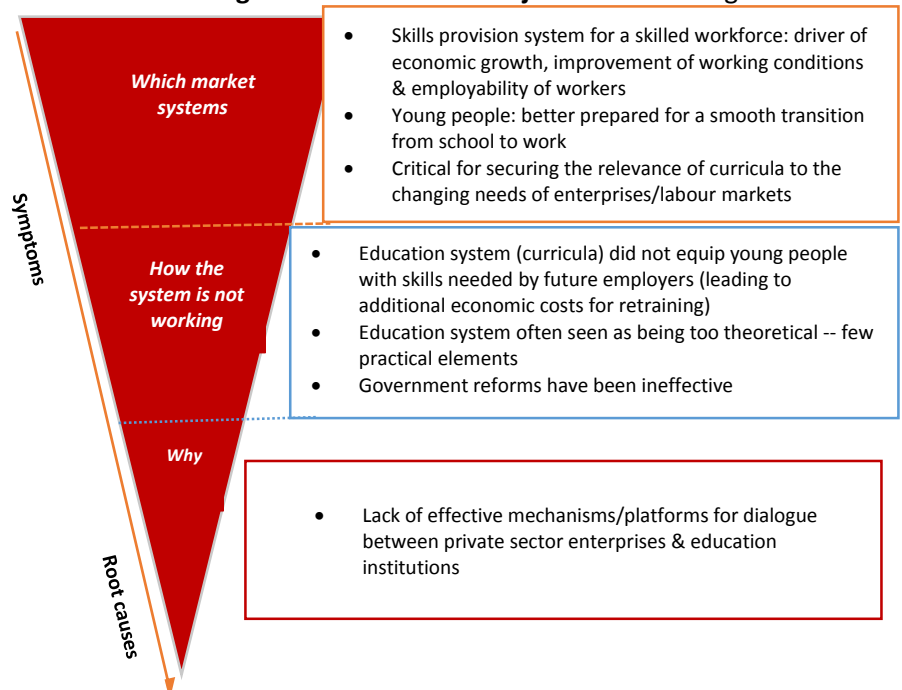 Which market
systems
• Skills provision system for a skilled workforce: driver of
economic growth, improvement of working conditions
& employability of workers
• Young people: better prepared for a smooth transition
from school to work
• Critical for securing the relevance of curricula to the
changing needs of enterprises/labour markets
Symptoms
How the
system is not
working
• Education system (curricula) did not equip young people
with skills needed by future employers (leading to
additional economic costs for retraining)
• Education system often seen as being too theoretical -- few
practical elements
• Government reforms have been ineffective
Why
• Lack of effective mechanisms/platforms for dialogue
between private sector enterprises & education
institutions
Root causes